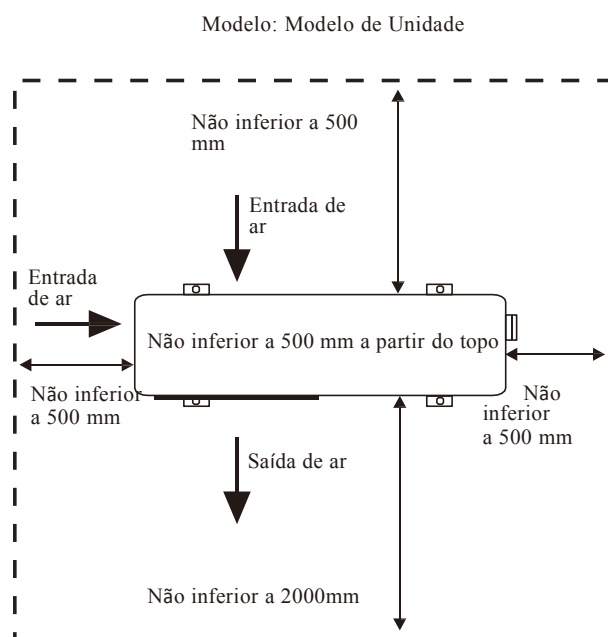 Modelo: Modelo de Unidade
Não inferior a 500
mm
Entrada de
ar
Entrada
de ar
Não inferior a 500 mm a partir do topo
Não inferior
a 500 mm
Não
inferior
a 500 mm
Saída de ar
Não inferior a 2000mm